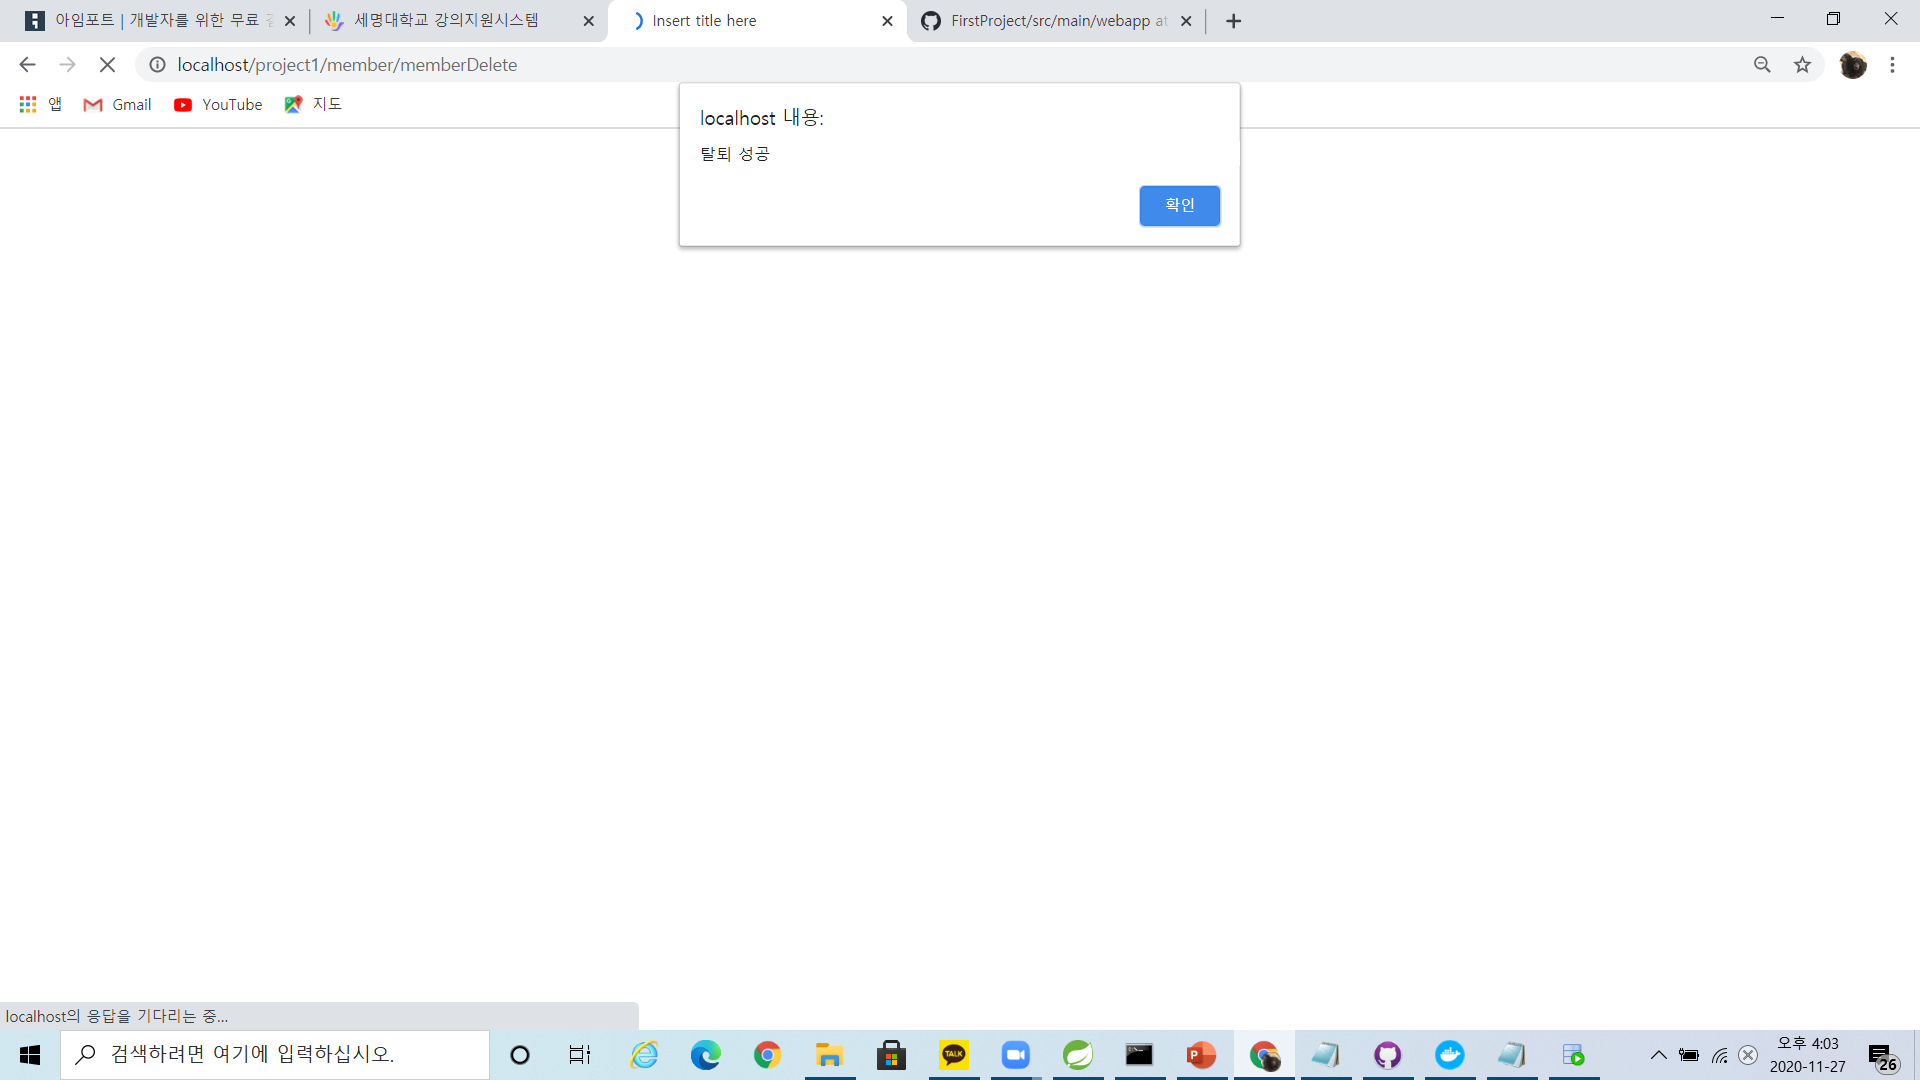 아임포트 | 개발자를 위한 무료
세명대학교 강의지원시스템
Insert title here
FirstProject/src/main/webapp at
localhost/project1/member/memberDelete
앱
Gmail
YouTube
지도
localhost 내용:
탈퇴 성공
확인
localhost의 응답을 기다리는 중...
검색하려면 여기에 입력하십시오.
TALK
오후 4:03
2020-11-27
26